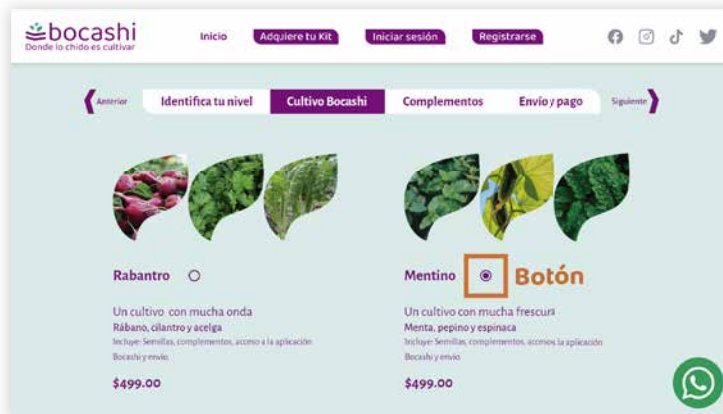 bocashi
Donde lo chido es cultivar
Inicio
Adquiere tu Kit
Iniciar sesión
Registrarse
Anterior
Identifica tu nivel
Cultivo Bocashi
Complementos
Envío y pago
Siguiente
Rabantro
Mentino
Botón
Un cultivo con mucha onda
Rábano, cilantro y acelga
Incluye: Semillas, complementos, acceso a la aplicación
Bocashi y envío.
$499.00
Un cultivo con mucha frescura
Menta, pepino y espinaca
Incluye: Semillas, complementos, accesos la aplicación
Bocashi y envío
$499.00